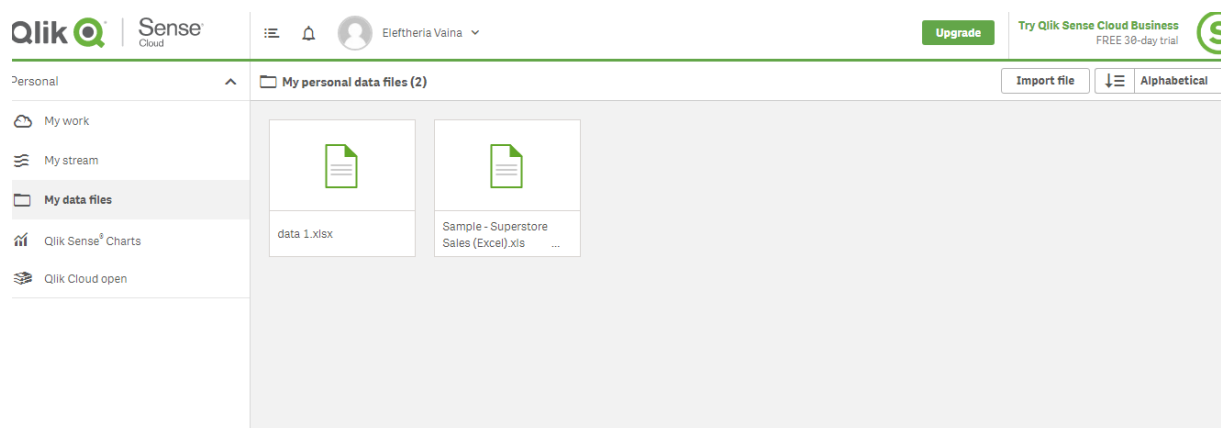 Qlik Q Sense®
Cloud
Eleftheria Vaina
Upgrade
Try Qlik Sense Cloud Business
FREE 30-day trial
S
Personal
My personal data files (2)
Import file
Alphabetical
My work
My stream
My data files
Qlik Sense® Charts
Qlik Cloud open
data 1.xlsx
Sample - Superstore
Sales (Excel).xls ...